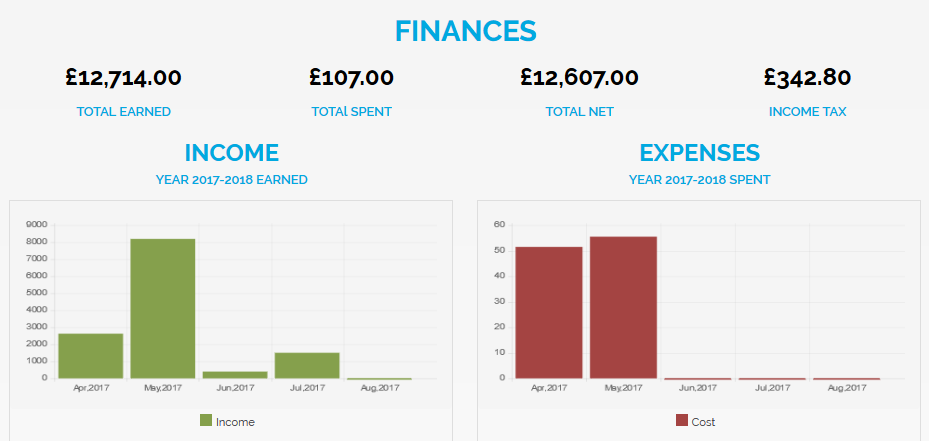 FINANCES
£12,714.00 £107.00 £12,607.00 £342.80
TOTAL EARNED TOTAL SPENT TOTAL NET INCOME TAX
INCOME
YEAR 2017-2018 EARNED
9000
8000
7000
6000
5000
4000
3000
2000
1000
0
Apr,2017 May,2017 Jun,2017 Jul,2017 Aug,2017
Income
EXPENSES
YEAR 2017-2018 SPENT
60
50
40
30
20
10
0
Apr,2017 May,2017 Jun,2017 Jul,2017 Aug,2017
Cost